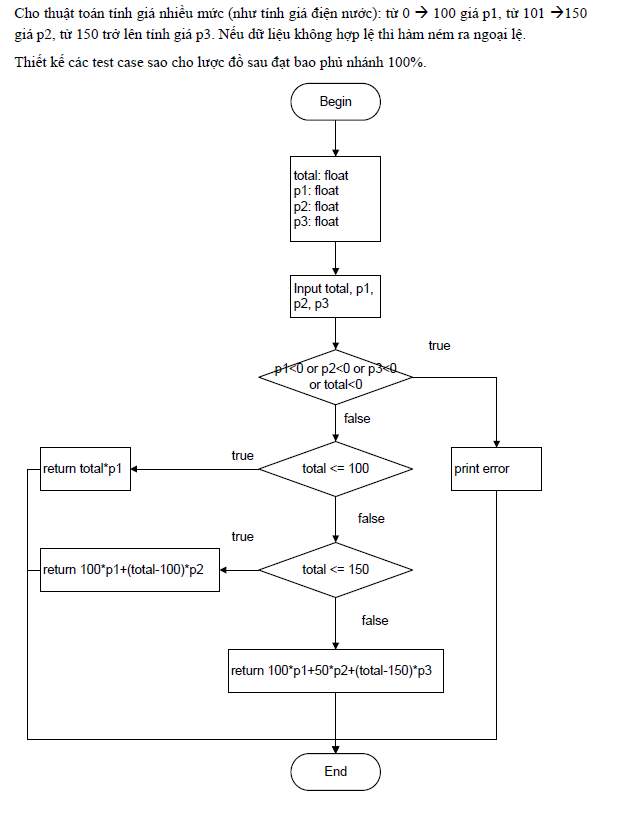 Cho thuật toán tính giá nhiều mức (như tính giá điện nước): từ 0 → 100 giá p1, từ 101 →150
giá p2, từ 150 trở lên tính giá p3. Nếu dữ liệu không hợp lệ thì hàm ném ra ngoại lệ.
Thiết kế các test case sao cho lược đồ sau đạt bao phủ nhánh 100%.
Begin
total: float
p1: float
p2: float
p3: float
Input total, p1,
p2, p3
true
p1<0 or p2<0 or p3<0
or total<0
false
true
return total*p1
total <= 100
print error
false
true
return 100*p1+(total-100)*p2
total <= 150
false
return 100*p1+50*p2+(total-150)*p3
End